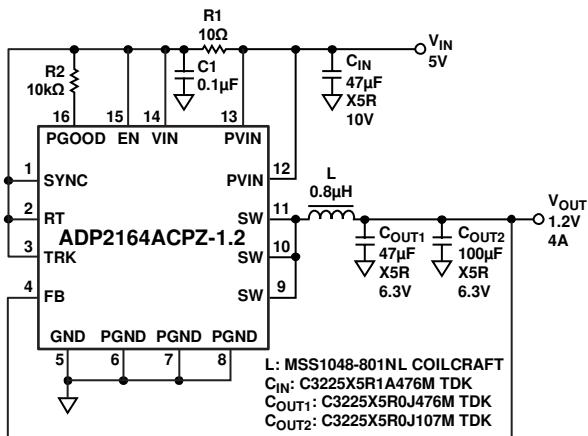 R1
10Ω
VIN
5V
R2
10kΩ
C1
0.1µF
CIN
47µF
X5R
10V
16
15
14
13
PGOOD
EN
VIN
PVIN
1
SYNC
12
PVIN
L
0.8µH
2
RT
11
SW
VOUT
1.2V
4A
ADP2164ACPZ-1.2
3
TRK
10
SW
COUT1
47µF
X5R
6.3V
COUT2
100µF
X5R
6.3V
4
FB
9
SW
GND
PGND
PGND
PGND
5
6
7
8
L: MSS1048-801NL COILCRAFT
CIN: C3225X5R1A476M TDK
COUT1: C3225X5R0J476M TDK
COUT2: C3225X5R0J107M TDK